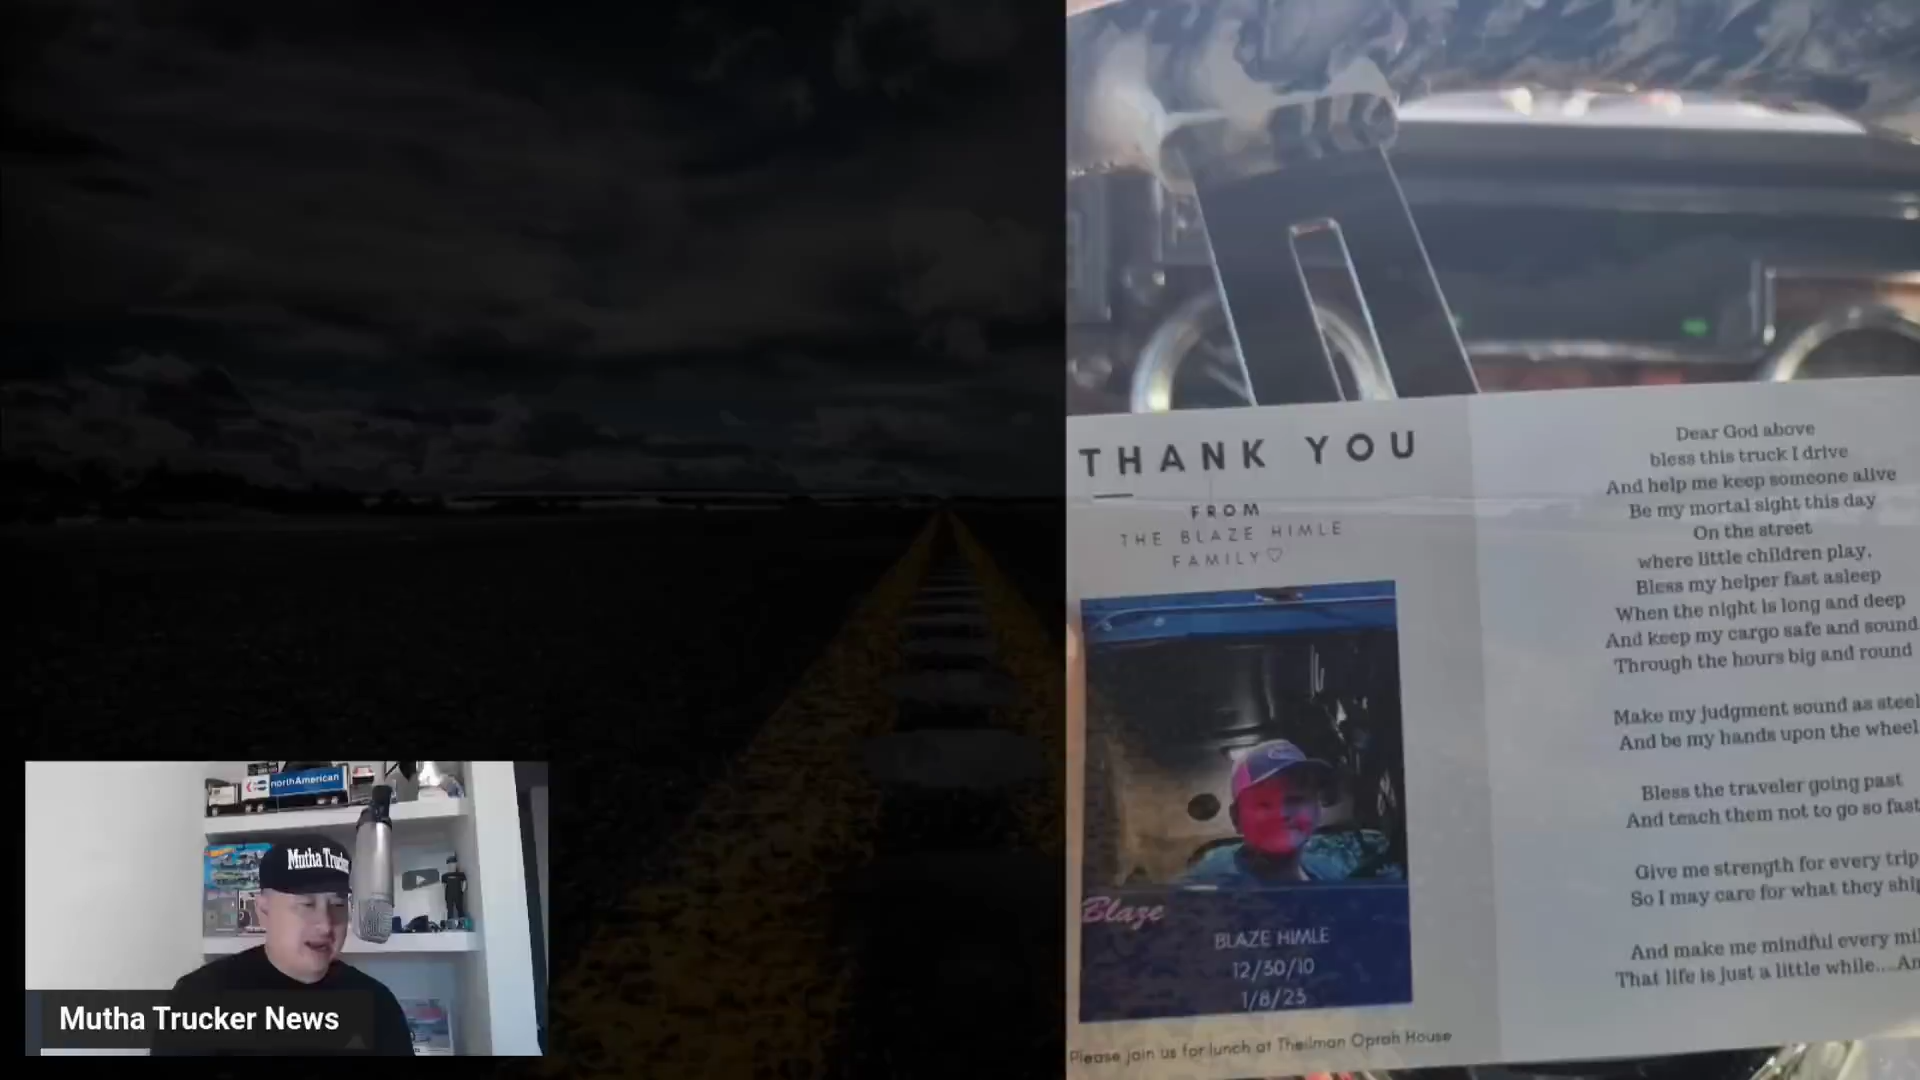 THANK YOU
FROM
THE BLAZE HIMLE
FAMILY♡
Blaze
BLAZE HIMLE
12/30/10
1/8/23
Please join us for lunch at Theilman Oprah House
Dear God above
bless this truck I drive
And help me keep someone alive
Be my mortal sight this day
On the street
where little children play.
Bless my helper fast asleep
When the night is long and deep
And keep my cargo safe and sound
Through the hours big and round
Make my judgment sound as steel
And be my hands upon the wheel
Bless the traveler going past
And teach them not to go so fast
Give me strength for every trip
So I may care for what they ship
And make me mindful every mil
That life is just a little while....Am
northAmerican
Mutha Trucker
Mutha Trucker News